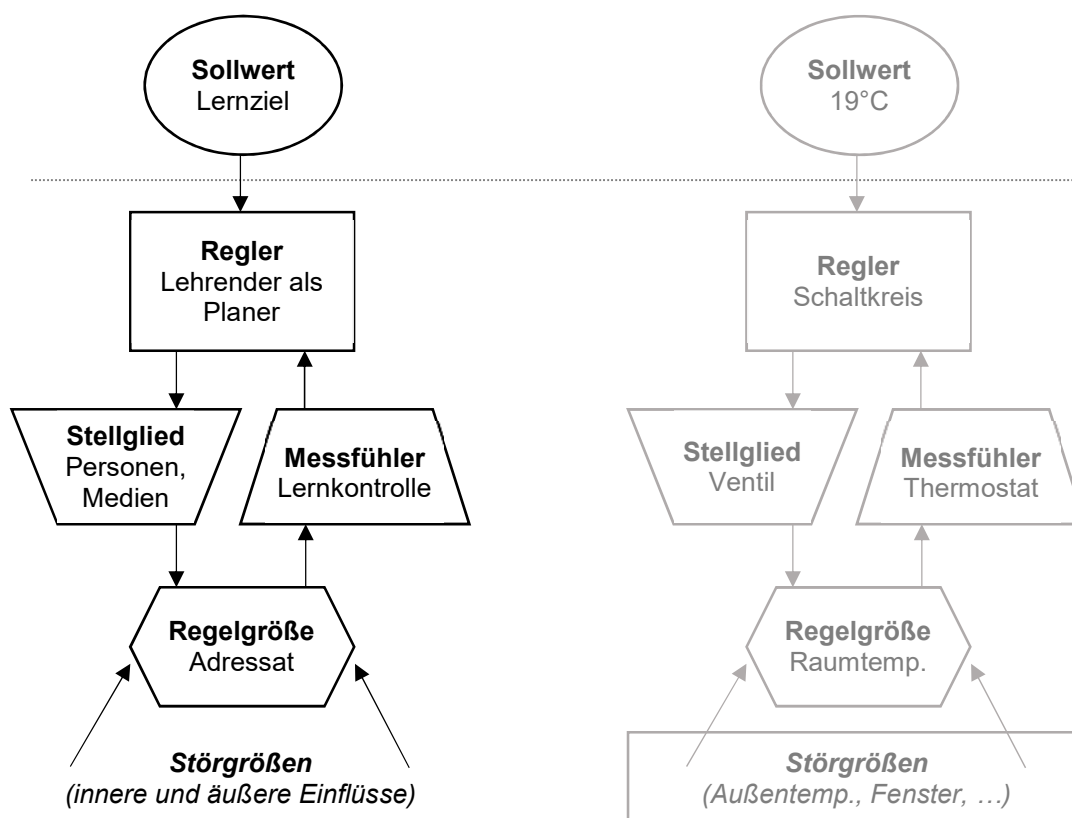 Sollwert
Lernziel
Regler
Lehrender als
Planer
Stellglied
Personen,
Medien
Messfühler
Lernkontrolle
Regelgröße
Adressat
Störgrößen
(innere und äußere Einflüsse)
Sollwert
19°C
Regler
Schaltkreis
Stellglied
Ventil
Messfühler
Thermostat
Regelgröße
Raumtemp.
Störgrößen
(Außentemp., Fenster, …)